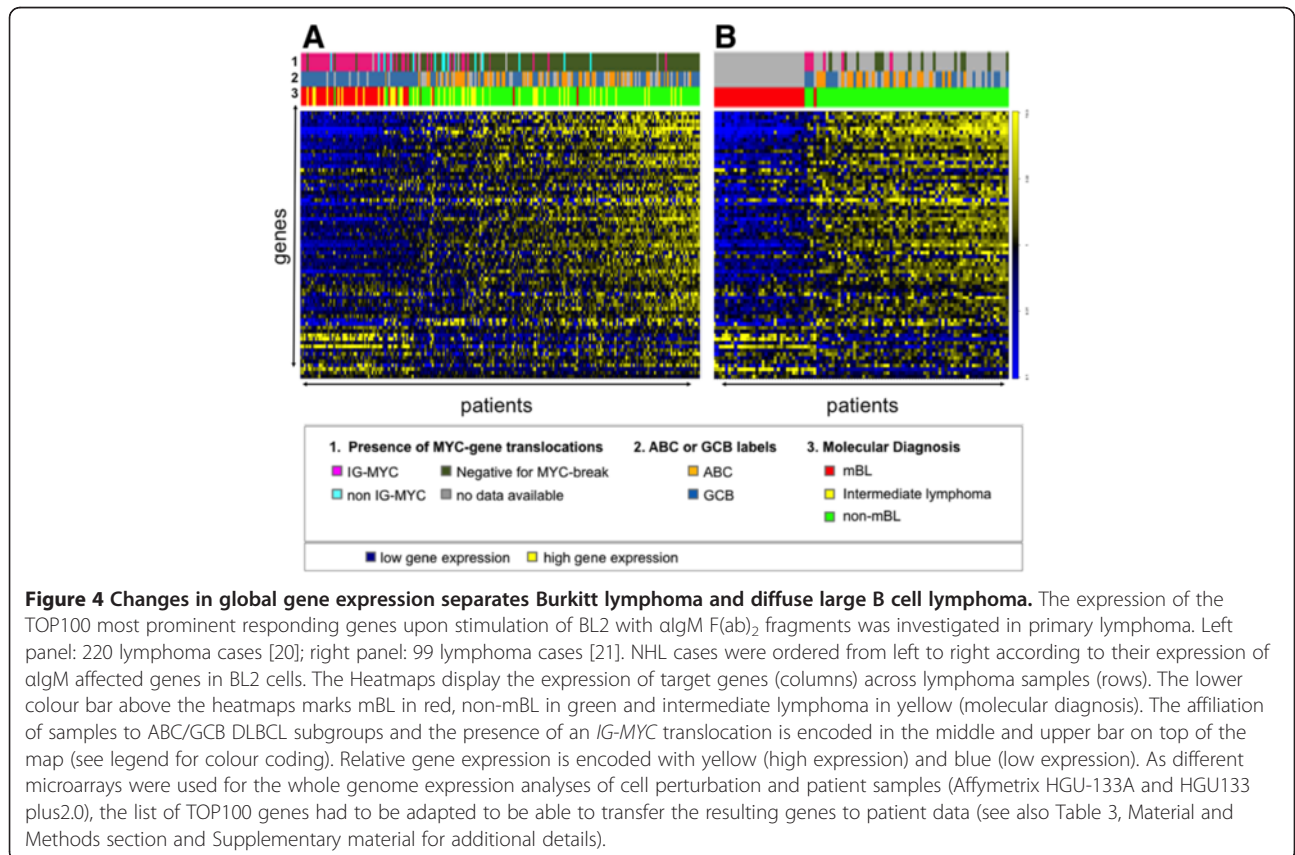 A
B
1
2
3
genes
patients
patients
1. Presence of MYC-gene translocations
IG-MYC
Negative for MYC-break
non IG-MYC
no data available
2. ABC or GCB labels
ABC
GCB
3. Molecular Diagnosis
mBL
Intermediate lymphoma
non-mBL
low gene expression
high gene expression
Figure 4 Changes in global gene expression separates Burkitt lymphoma and diffuse large B cell lymphoma. The expression of the
TOP100 most prominent responding genes upon stimulation of BL2 with αIgM F(ab)₂ fragments was investigated in primary lymphoma. Left
panel: 220 lymphoma cases [20]; right panel: 99 lymphoma cases [21]. NHL cases were ordered from left to right according to their expression of
αIgM affected genes in BL2 cells. The Heatmaps display the expression of target genes (columns) across lymphoma samples (rows). The lower
colour bar above the heatmaps marks mBL in red, non-mBL in green and intermediate lymphoma in yellow (molecular diagnosis). The affiliation
of samples to ABC/GCB DLBCL subgroups and the presence of an IG-MYC translocation is encoded in the middle and upper bar on top of the
map (see legend for colour coding). Relative gene expression is encoded with yellow (high expression) and blue (low expression). As different
microarrays were used for the whole genome expression analyses of cell perturbation and patient samples (Affymetrix HGU-133A and HGU133
plus2.0), the list of TOP100 genes had to be adapted to be able to transfer the resulting genes to patient data (see also Table 3, Material and
Methods section and Supplementary material for additional details).